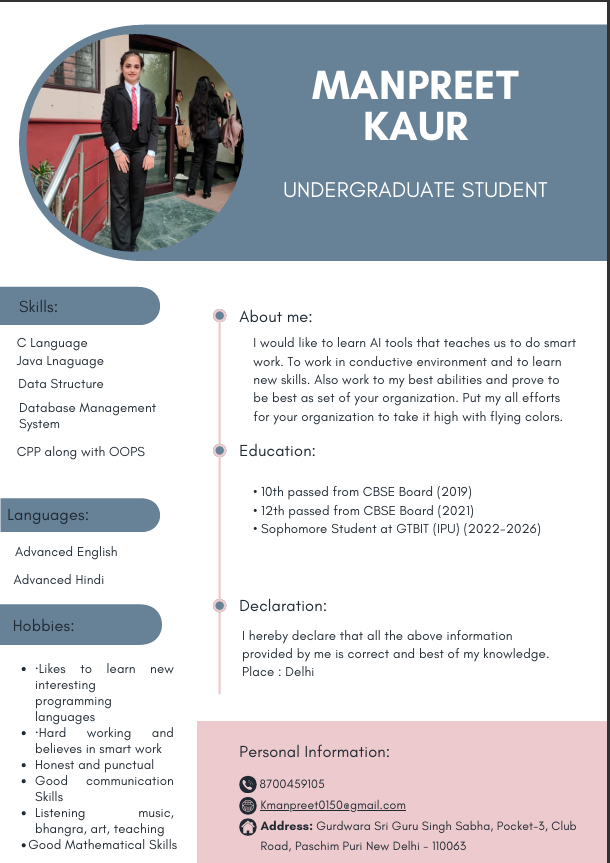 MANPREET
KAUR
UNDERGRADUATE STUDENT
Skills:
C Language
Java Lnaguage
Data Structure
Database Management
System
CPP along with OOPS
Languages:
Advanced English
Advanced Hindi
Hobbies:
• ·Likes to learn new
interesting
programming
languages
• ·Hard working and
believes in smart work
• Honest and punctual
• Good communication
Skills
• Listening music,
bhangra, art, teaching
• Good Mathematical Skills
About me:
I would like to learn AI tools that teaches us to do smart
work. To work in conductive environment and to learn
new skills. Also work to my best abilities and prove to
be best as set of your organization. Put my all efforts
for your organization to take it high with flying colors.
Education:
• 10th passed from CBSE Board (2019)
• 12th passed from CBSE Board (2021)
• Sophomore Student at GTBIT (IPU) (2022-2026)
Declaration:
I hereby declare that all the above information
provided by me is correct and best of my knowledge.
Place : Delhi
Personal Information:
8700459105
Kmanpreet0150@gmail.com
Address: Gurdwara Sri Guru Singh Sabha, Pocket-3, Club
Road, Paschim Puri New Delhi - 110063